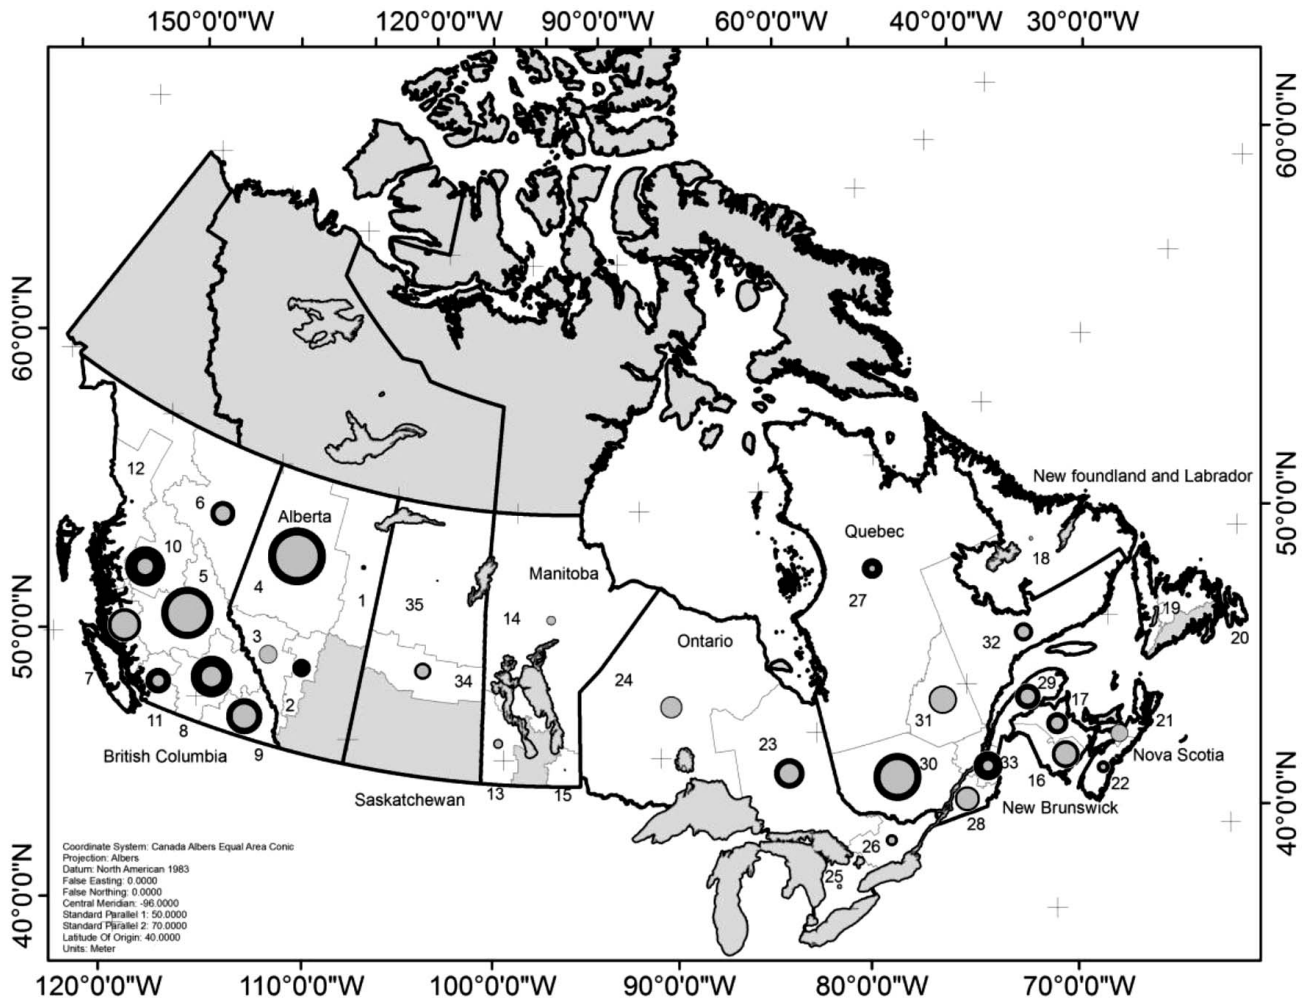 150°0'0"W 120°0'0"W 90°0'0"W 60°0'0"W 40°0'0"W 30°0'0"W
60°0'0"N
60°0'0"N
50°0'0"N
50°0'0"N
40°0'0"N
40°0'0"N
New foundland and Labrador
12
6
Alberta
Quebec
10
18
5
Manitoba
4
1
35
27
19
14
20
3
Ontario
32
7
34
24
29
17
2
11
31
21
8
23
British Columbia
9
30
33
Nova Scotia
16
22
13
15
Saskatchewan
New Brunswick
28
26
25
Coordinate System: Canada Albers Equal Area Conic
Projection: Albers
Datum: North American 1983
False Easting: 0.0000
False Northing: 0.0000
Central Meridian: -96.0000
Standard Parallel 1: 50.0000
Standard Parallel 2: 70.0000
Latitude Of Origin: 40.0000
Units: Meter
120°0'0"W 110°0'0"W 100°0'0"W 90°0'0"W 80°0'0"W 70°0'0"W